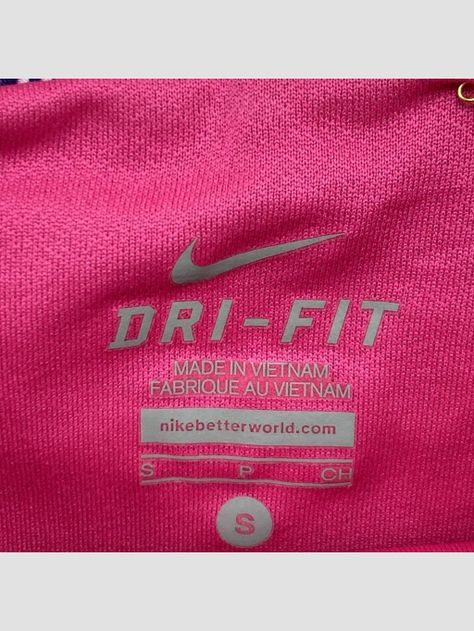 DRI-FIT
MADE IN VIETNAM
FABRIQUE AU VIETNAM
nikebetterworld.com
S P CH
S